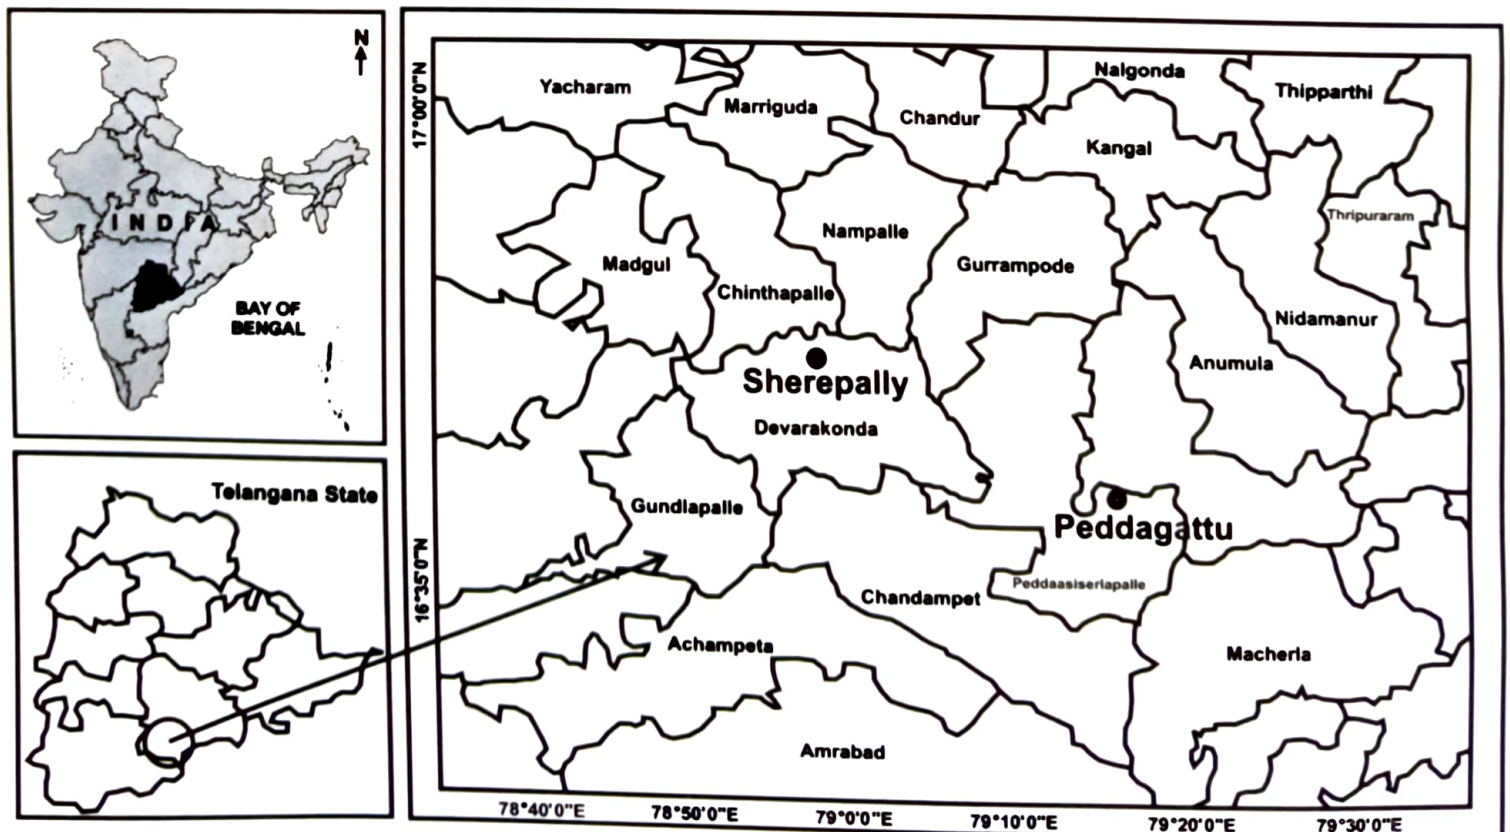 N
INDIA
BAY OF
BENGAL
Telangana State
17°00'0"N
16°35'0"N
Yacharam
Marriguda
Chandur
Nalgonda
Thipparthi
Kangal
Nampalle
Thripuraram
Madgul
Chinthapalle
Gurrampode
Nidamanur
Anumula
Sherepally
Devarakonda
Gundlapalle
Peddagattu
Peddaasiserlapalle
Chandampet
Achampeta
Macherla
Amrabad
78°40'0"E
78°50'0"E
79°0'0"E
79°10'0"E
79°20'0"E
79°30'0"E